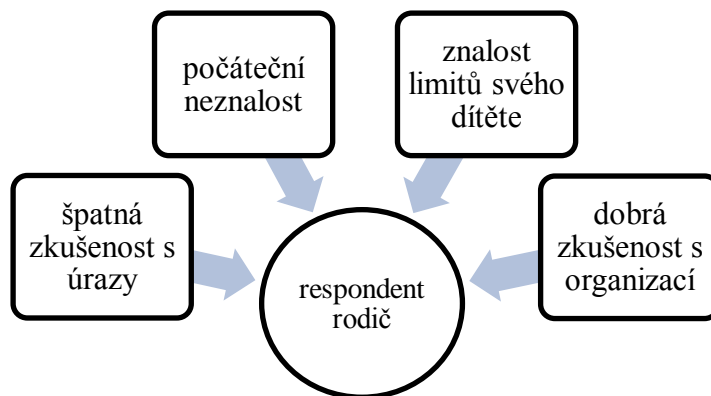 počáteční
neznalost
znalost
limitů svého
dítěte
špatná
zkušenost s
úrazy
dobrá
zkušenost s
organizací
respondent
rodič